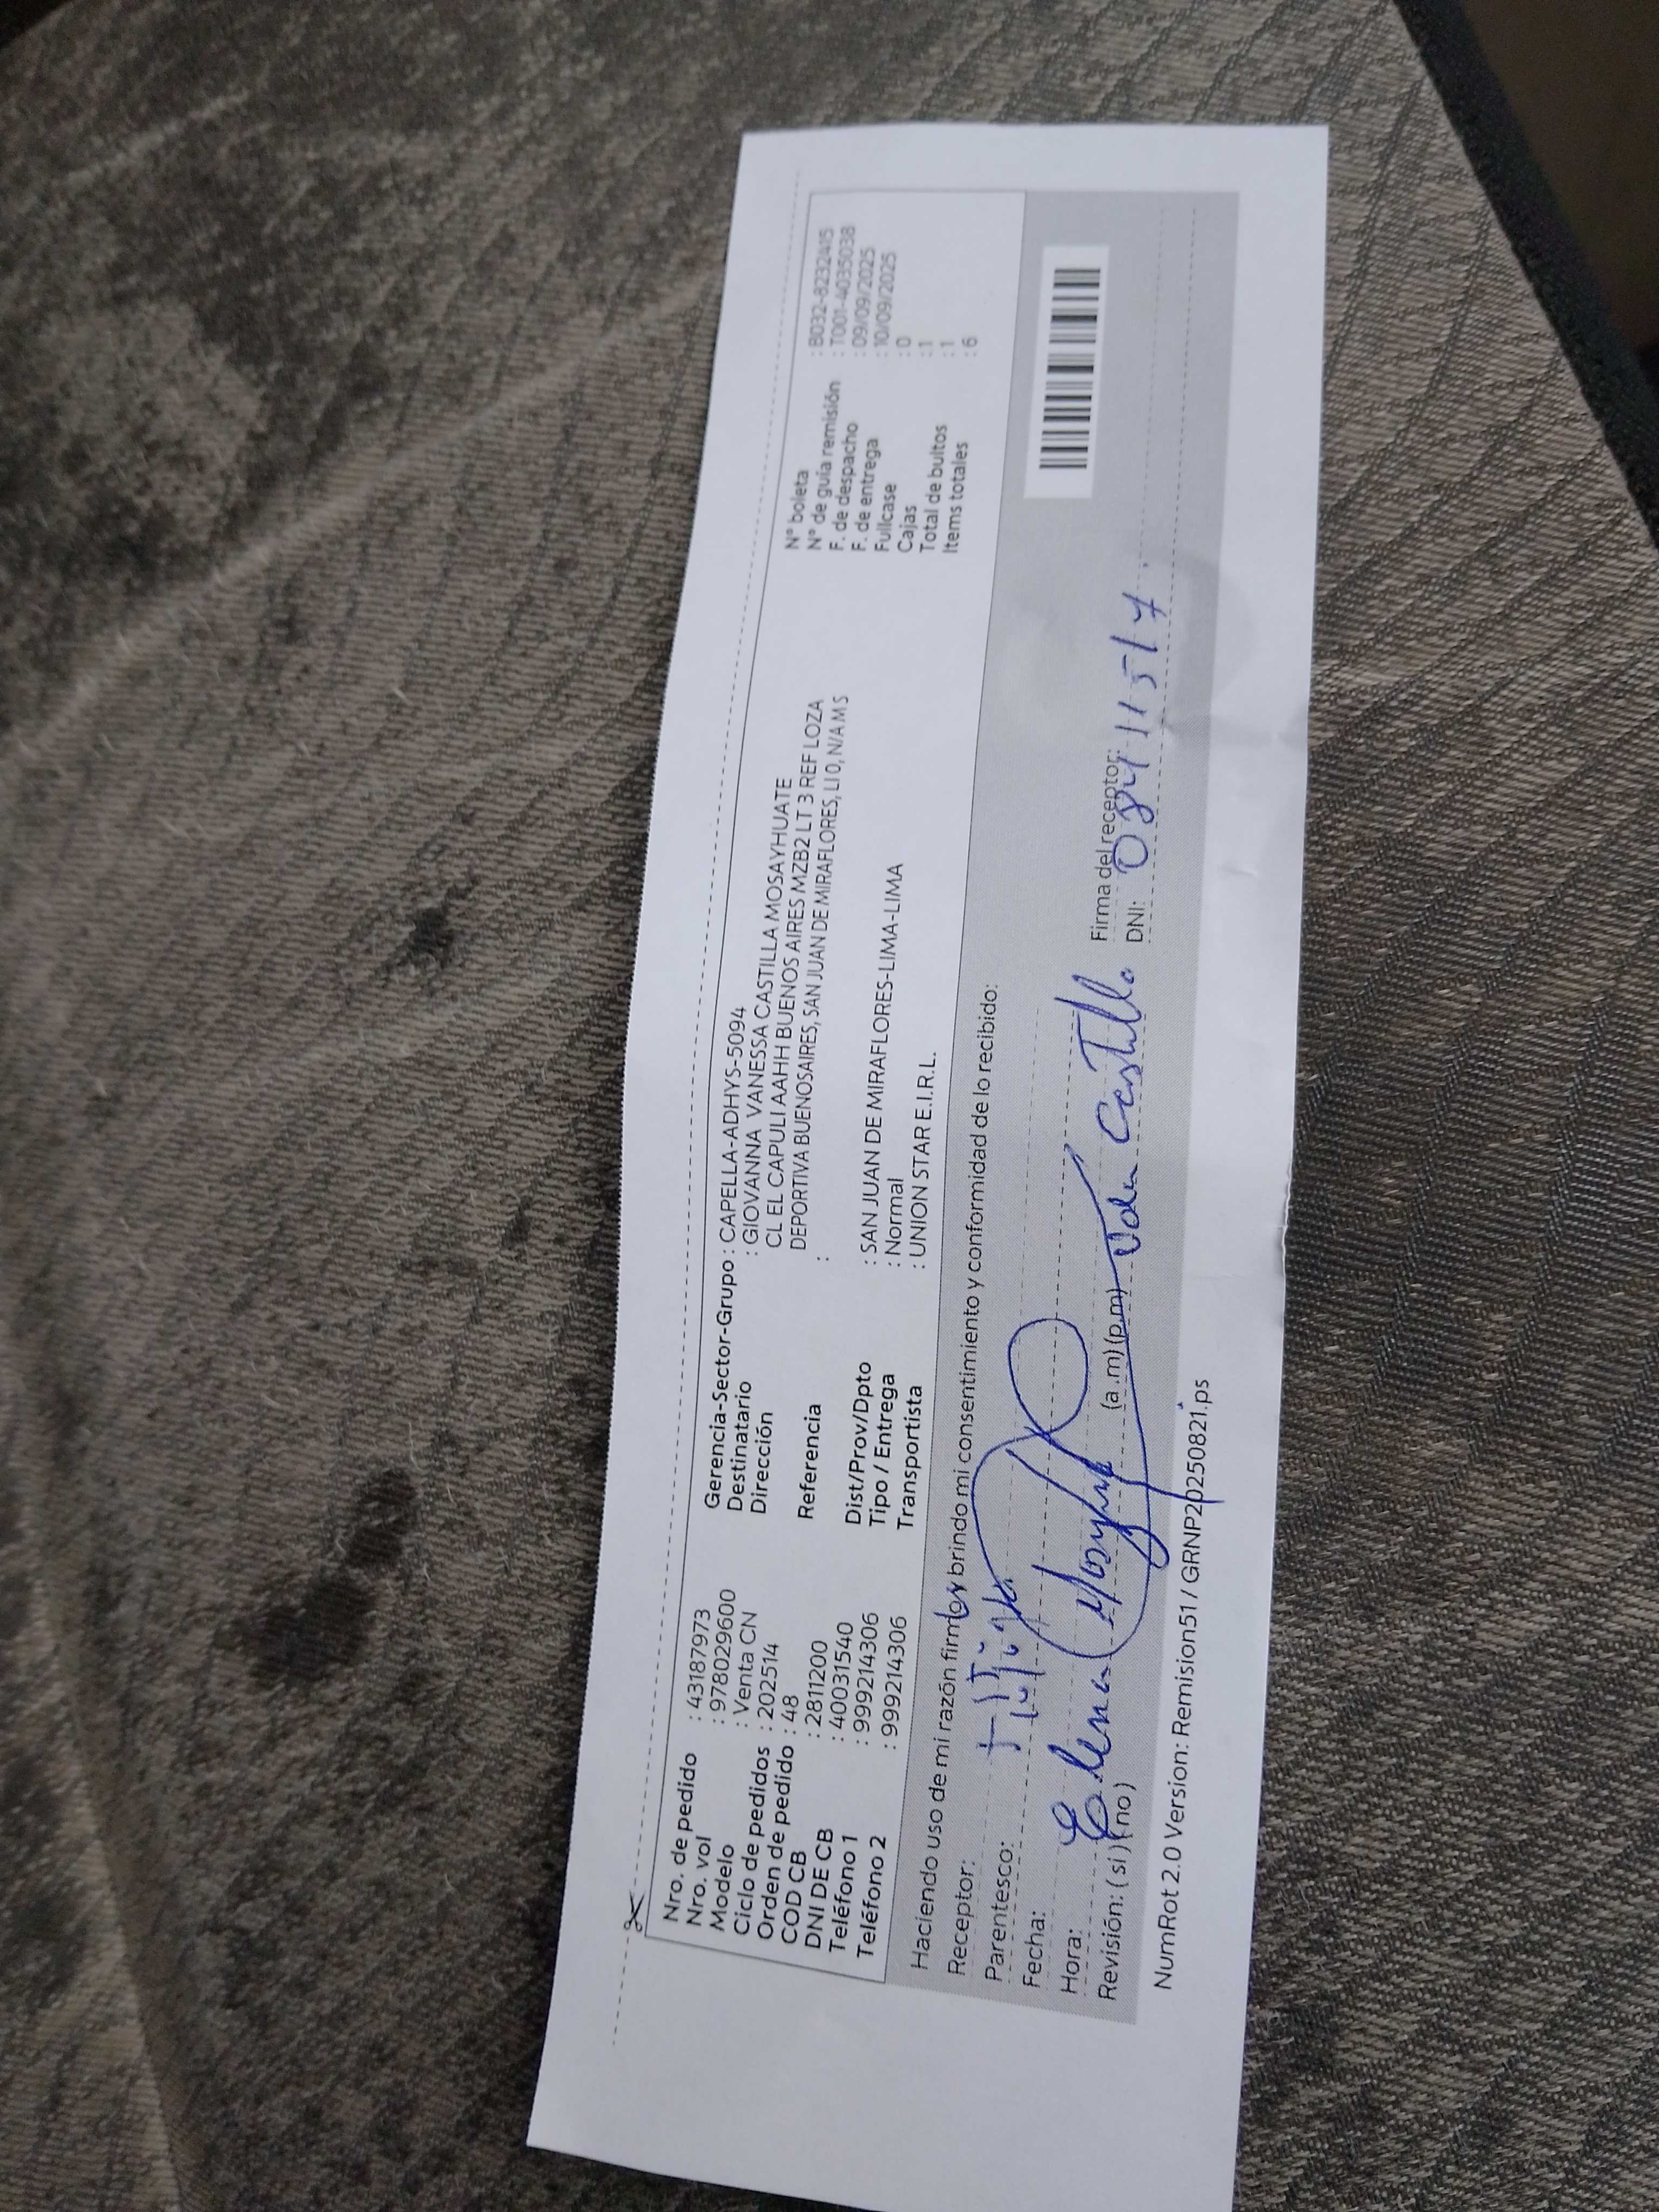 Nro. de pedido : 43187973
Nro. vol : 978029600
Modelo : Venta CN
Ciclo de pedidos : 202514
Orden de pedido : 48
COD CB : 2811200
DNI DE CB : 40031540
Teléfono 1 : 999214306
Teléfono 2 : 999214306
Gerencia-Sector-Grupo : CAPELLA-ADHYS-5094
Destinatario : GIOVANNA VANESSA CASTILLA MOSAYHUATE
Dirección CL EL CAPULI AAHH BUENOS AIRES MZB2 LT 3 REF LOZA
DEPORTIVA BUENOSAIRES, SAN JUAN DE MIRAFLORES, LI 0, N/A M S
Referencia :
Dist/Prov/Dpto : SAN JUAN DE MIRAFLORES-LIMA-LIMA
Tipo / Entrega : Normal
Transportista : UNION STAR E.I.R.L.
N° boleta : B032-8232415
N° de guía remisión : T001-4035038
F. de despacho : 09/09/2025
F. de entrega : 10/09/2025
Fullcase : 0
Cajas : 1
Total de bultos : 1
Items totales : 6
Haciendo uso de mi razón firmo y brindo mi consentimiento y conformidad de lo recibido:
Receptor:
Parentesco:
Fecha:
Hora: Elena (a.m) (p.m) Castilla
Revisión: ( si ) ( no )
Firma del receptor:
DNI:
NumRot 2.0 Version: Remision51 / GRNP20250821.ps